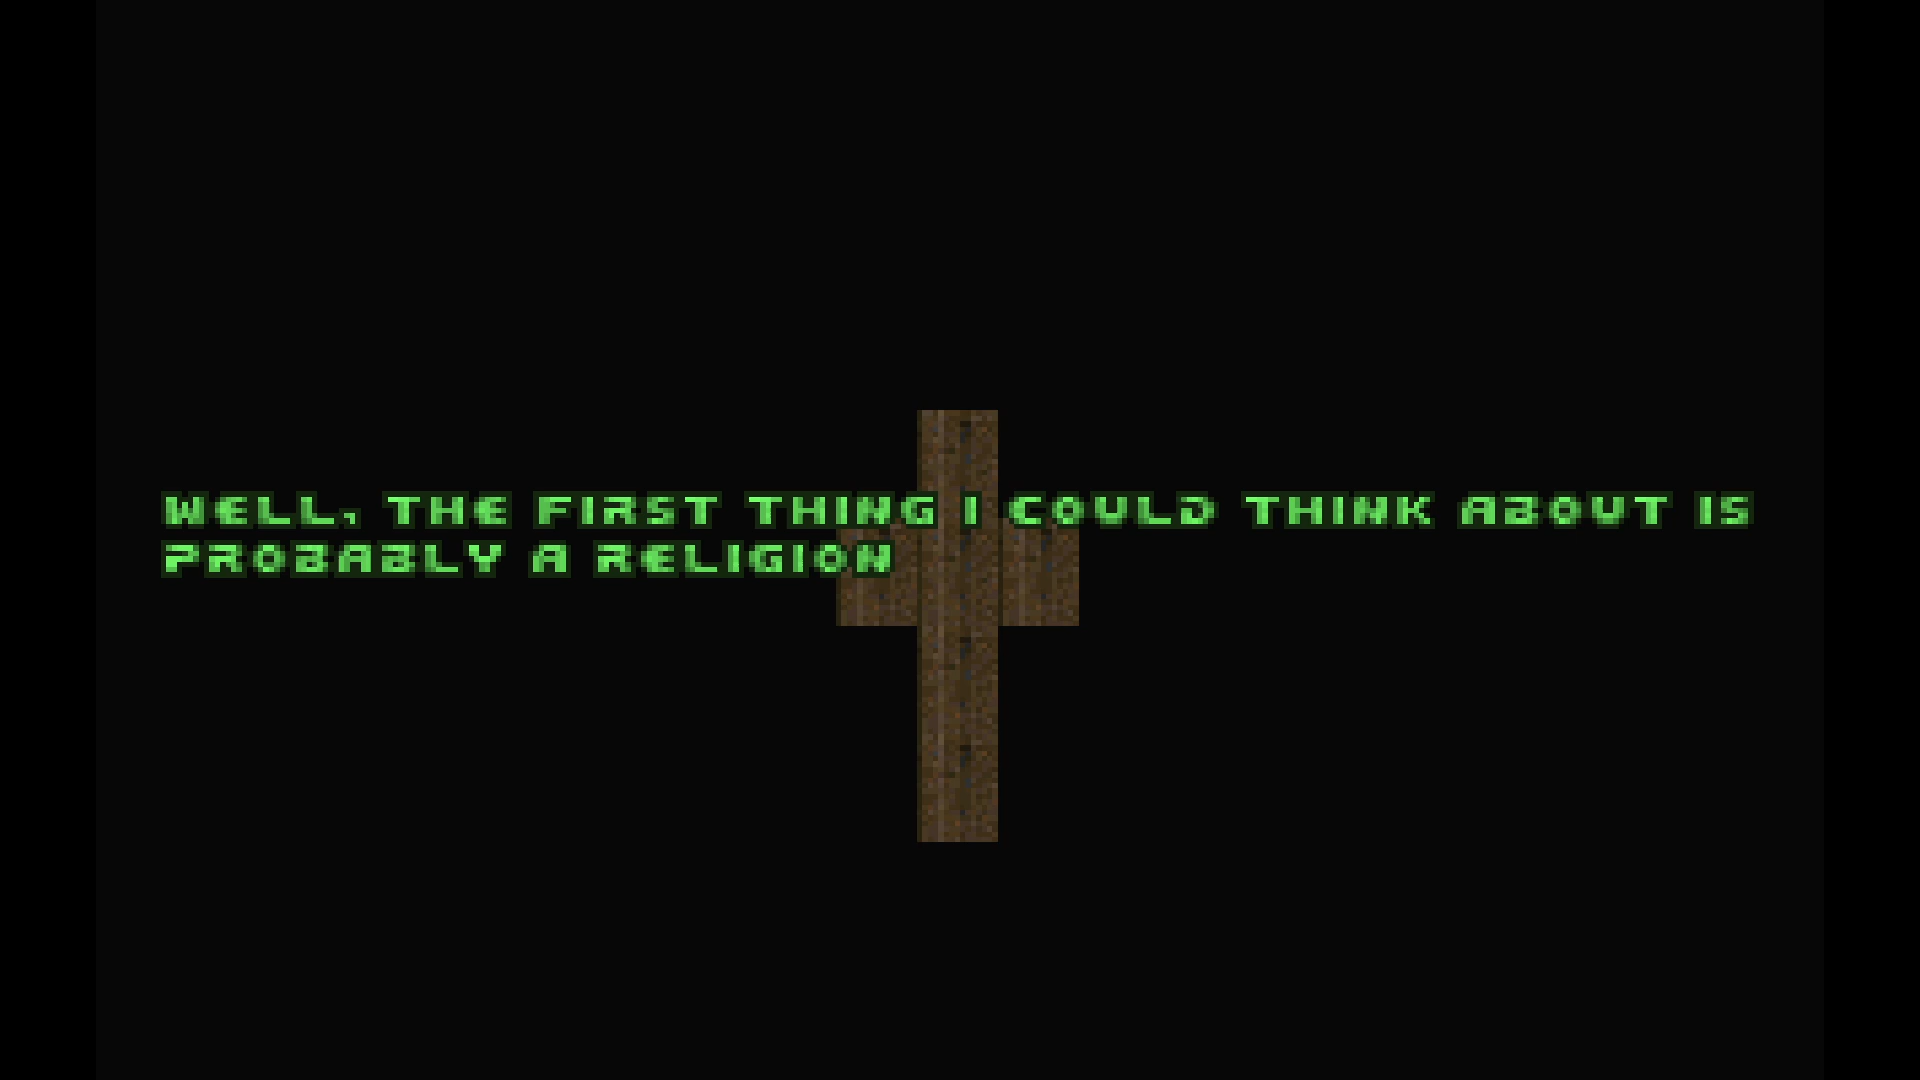 WELL, THE FIRST THING I COULD THINK ABOUT IS
PROBABLY A RELIGION